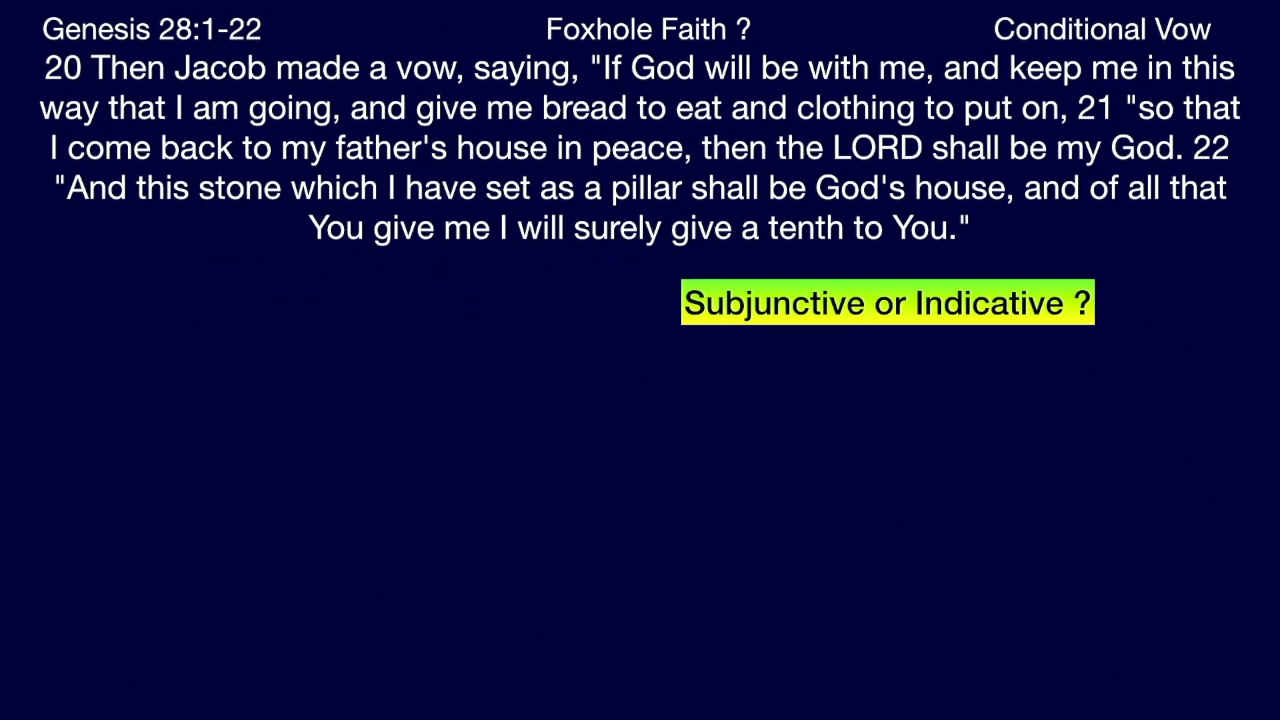 Genesis 28:1-22 Foxhole Faith ? Conditional Vow
20 Then Jacob made a vow, saying, "If God will be with me, and keep me in this
way that I am going, and give me bread to eat and clothing to put on, 21 "so that
I come back to my father's house in peace, then the LORD shall be my God. 22
"And this stone which I have set as a pillar shall be God's house, and of all that
You give me I will surely give a tenth to You."
Subjunctive or Indicative ?